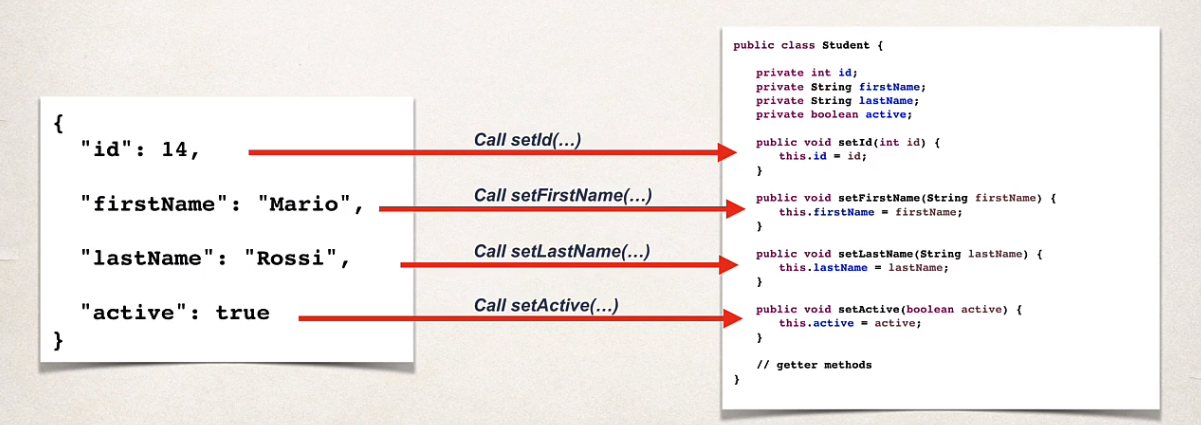 {
"id": 14,
"firstName": "Mario",
"lastName": "Rossi",
"active": true
}
Call setId(...)
Call setFirstName(...)
Call setLastName(...)
Call setActive(...)
public class Student {
private int id;
private String firstName;
private String lastName;
private boolean active;
public void setId(int id) {
this.id = id;
}
public void setFirstName(String firstName) {
this.firstName = firstName;
}
public void setLastName(String lastName) {
this.lastName = lastName;
}
public void setActive(boolean active) {
this.active = active;
}
// getter methods
}